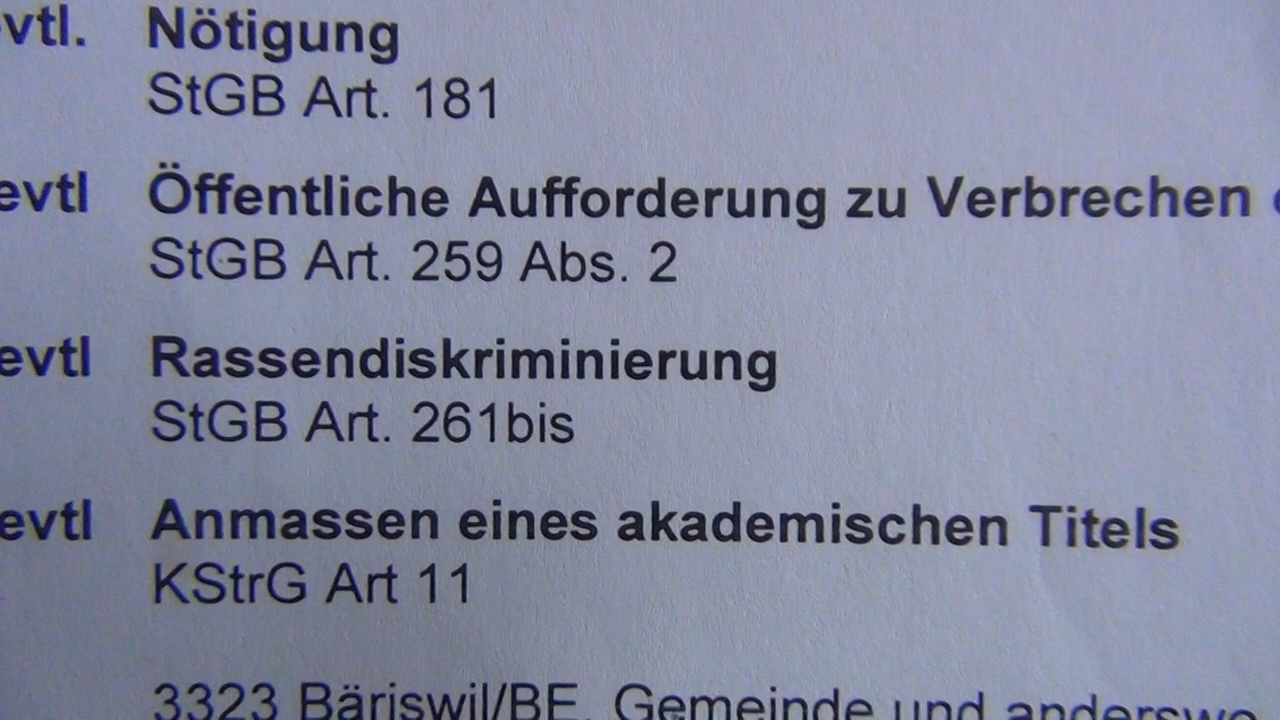 evtl. Nötigung
StGB Art. 181
evtl Öffentliche Aufforderung zu Verbrechen
StGB Art. 259 Abs. 2
evtl Rassendiskriminierung
StGB Art. 261bis
evtl Anmassen eines akademischen Titels
KStrG Art 11
3323 Bäriswil/BE, Gemeinde und anderswo